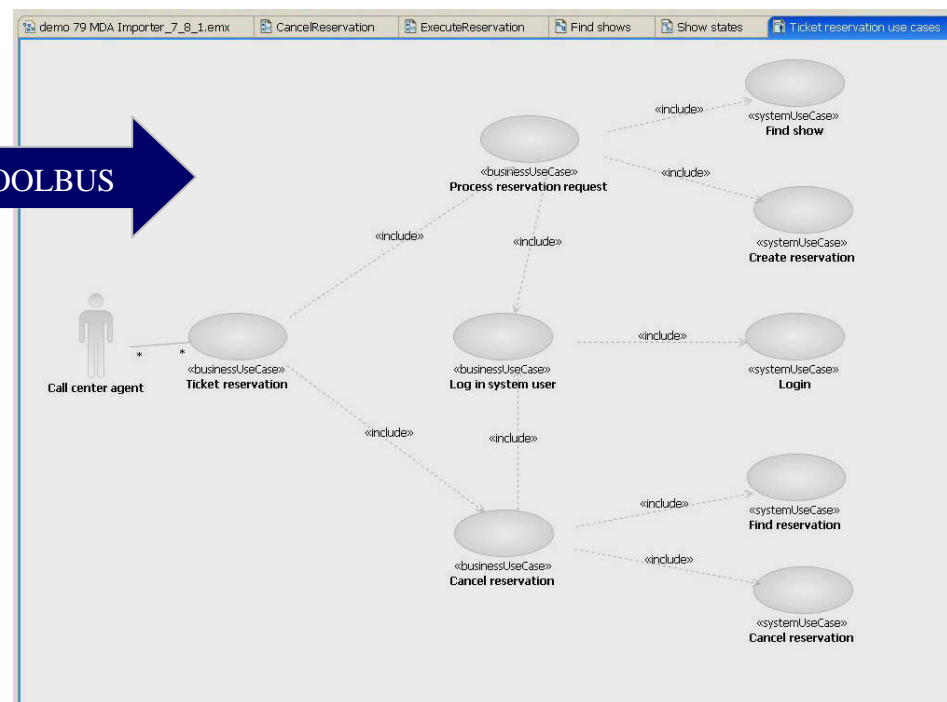 demo 79 MDA Importer_7_8_1.emx
CancelReservation
ExecuteReservation
Find shows
Show states
Ticket reservation use cases
OOLBUS
«include»
«systemUseCase»
Find show
«businessUseCase»
Process reservation request
«include»
«include»
«include»
«systemUseCase»
Create reservation
* *
Call center agent
«businessUseCase»
Ticket reservation
«businessUseCase»
Log in system user
«include»
«systemUseCase»
Login
«include»
«include»
«include»
«systemUseCase»
Find reservation
«businessUseCase»
Cancel reservation
«include»
«systemUseCase»
Cancel reservation